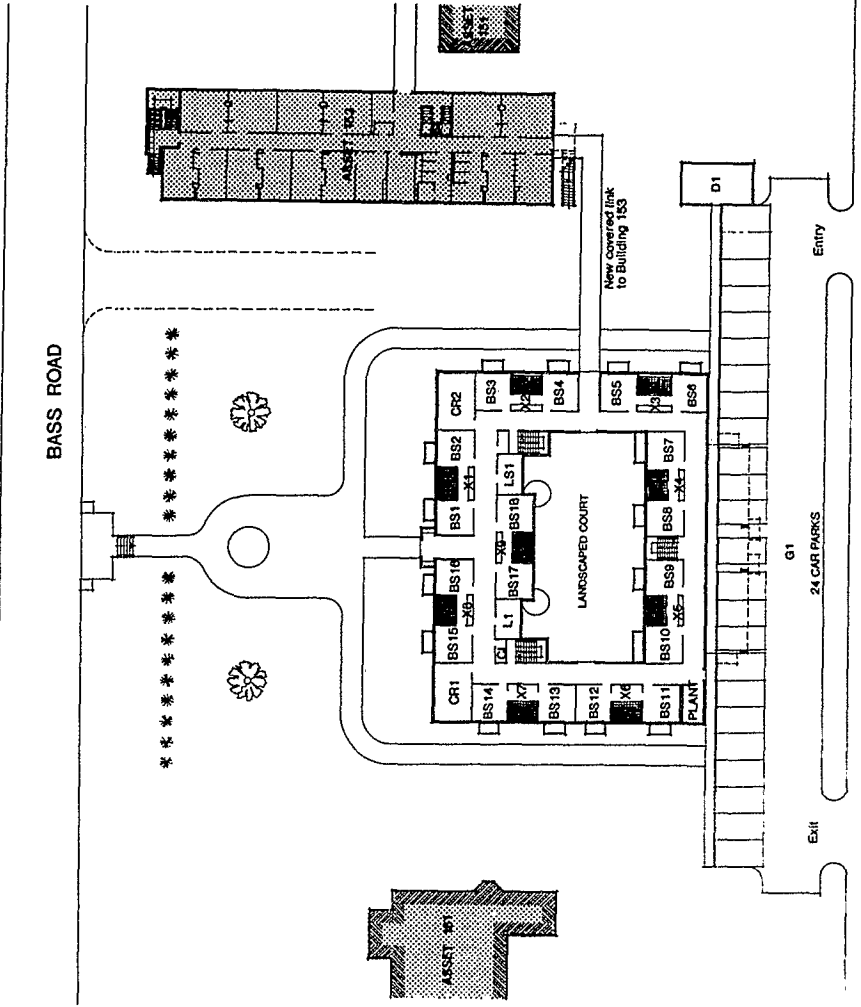 BASS ROAD
ASSET
151
ASSET 153
New covered link
to Building 153
D1
Entry
CR2
BS3
X2
BS4
BS5
X3
BS6
BS2
X1
BS1
LS1
BS18
X9
BS17
L1
CL
BS16
X8
BS15
CR1
BS7
X4
BS8
BS9
X5
BS10
LANDSCAPED COURT
BS14
X7
BS13
BS12
X6
BS11
PLANT
G1
24 CAR PARKS
Exit
ASSET 161